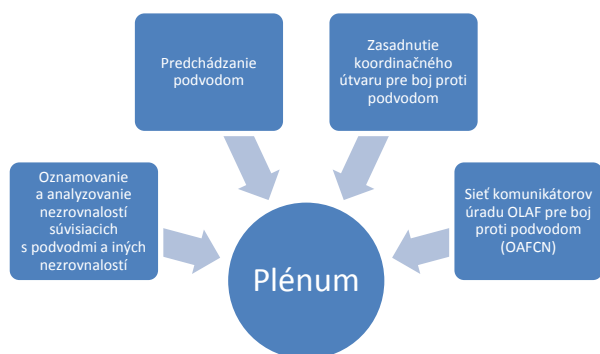 Predchádzanie
podvodom
Zasadnutie
koordinačného
útvaru pre boj proti
podvodom
Oznamovanie
a analyzovanie
nezrovnalostí
súvisiacich
s podvodmi a iných
nezrovnalostí
Sieť komunikátorov
úradu OLAF pre boj
proti podvodom
(OAFCN)
Plénum